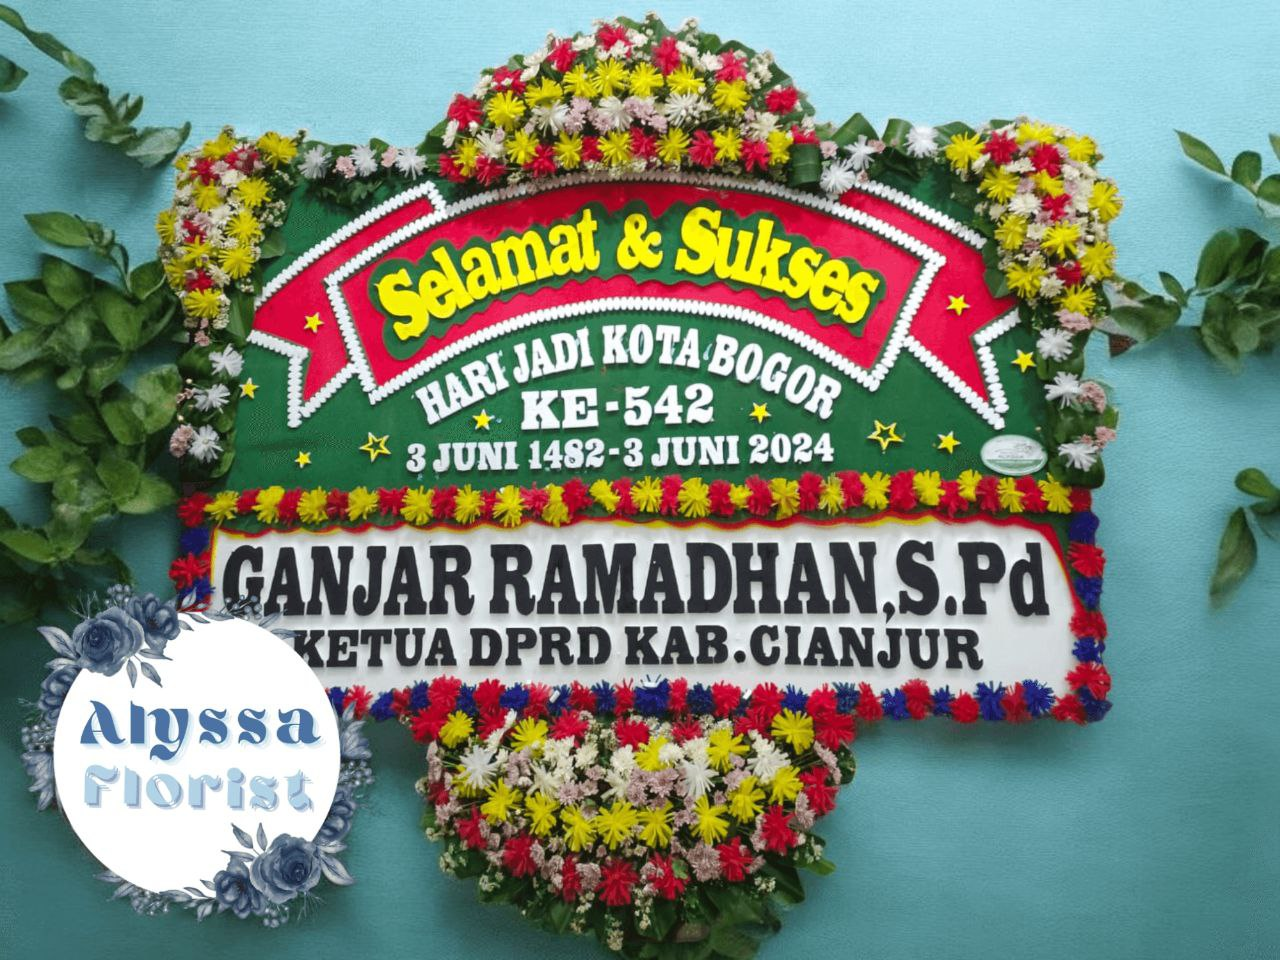 Selamat & Sukses
HARI JADI KOTA BOGOR
KE-542
3 JUNI 1482-3 JUNI 2024
GANJAR RAMADHAN,S.Pd
KETUA DPRD KAB.CIANJUR
Alyssa
Florist